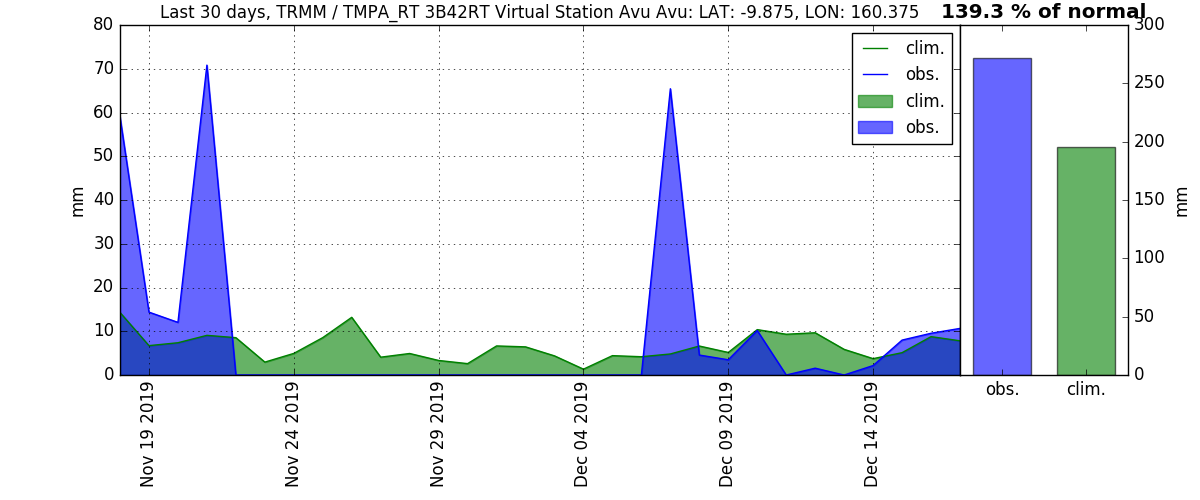 Last 30 days, TRMM / TMPA_RT 3B42RT Virtual Station Avu Avu: LAT: -9.875, LON: 160.375
139.3 % of normal
80
70
60
50
40
30
20
10
0
mm
clim.
obs.
clim.
obs.
Nov 19 2019
Nov 24 2019
Nov 29 2019
Dec 04 2019
Dec 09 2019
Dec 14 2019
300
250
200
150
100
50
0
mm
obs.
clim.